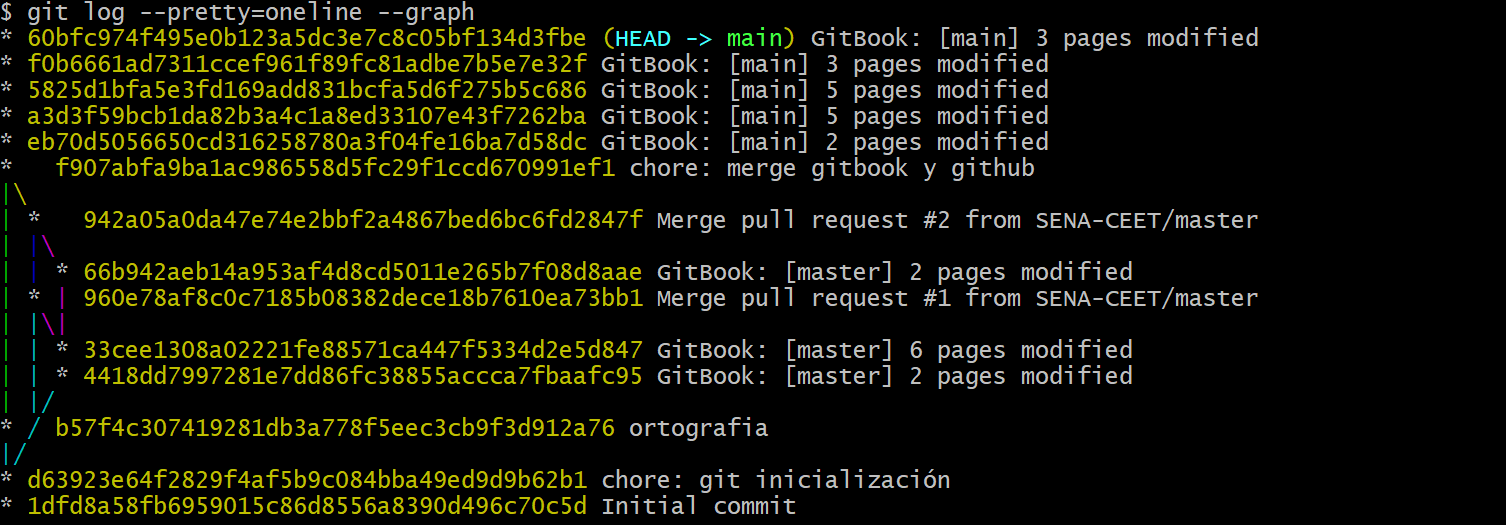 $ git log --pretty=oneline --graph
* 60bfc974f495e0b123a5dc3e7c8c05bf134d3fbe (HEAD -> main) GitBook: [main] 3 pages modified
* f0b6661ad7311ccef961f89fc81adbe7b5e7e32f GitBook: [main] 3 pages modified
* 5825d1bfa5e3fd169add831bcfa5d6f275b5c686 GitBook: [main] 5 pages modified
* a3d3f59bcb1da82b3a4c1a8ed33107e43f7262ba GitBook: [main] 5 pages modified
* eb70d5056650cd316258780a3f04fe16ba7d58dc GitBook: [main] 2 pages modified
*   f907abfa9ba1ac986558d5fc29f1ccd670991ef1 chore: merge gitbook y github
|\
| *   942a05a0da47e74e2bbf2a4867bed6bc6fd2847f Merge pull request #2 from SENA-CEET/master
| |\
| | * 66b942aeb14a953af4d8cd5011e265b7f08d8aae GitBook: [master] 2 pages modified
| * | 960e78af8c0c7185b08382dece18b7610ea73bb1 Merge pull request #1 from SENA-CEET/master
| |\|
| | * 33cee1308a02221fe88571ca447f5334d2e5d847 GitBook: [master] 6 pages modified
| | * 4418dd7997281e7dd86fc38855accca7fbaafc95 GitBook: [master] 2 pages modified
| |/
* / b57f4c307419281db3a778f5eec3cb9f3d912a76 ortografia
|/
* d63923e64f2829f4af5b9c084bba49ed9d9b62b1 chore: git inicialización
* 1dfd8a58fb6959015c86d8556a8390d496c70c5d Initial commit